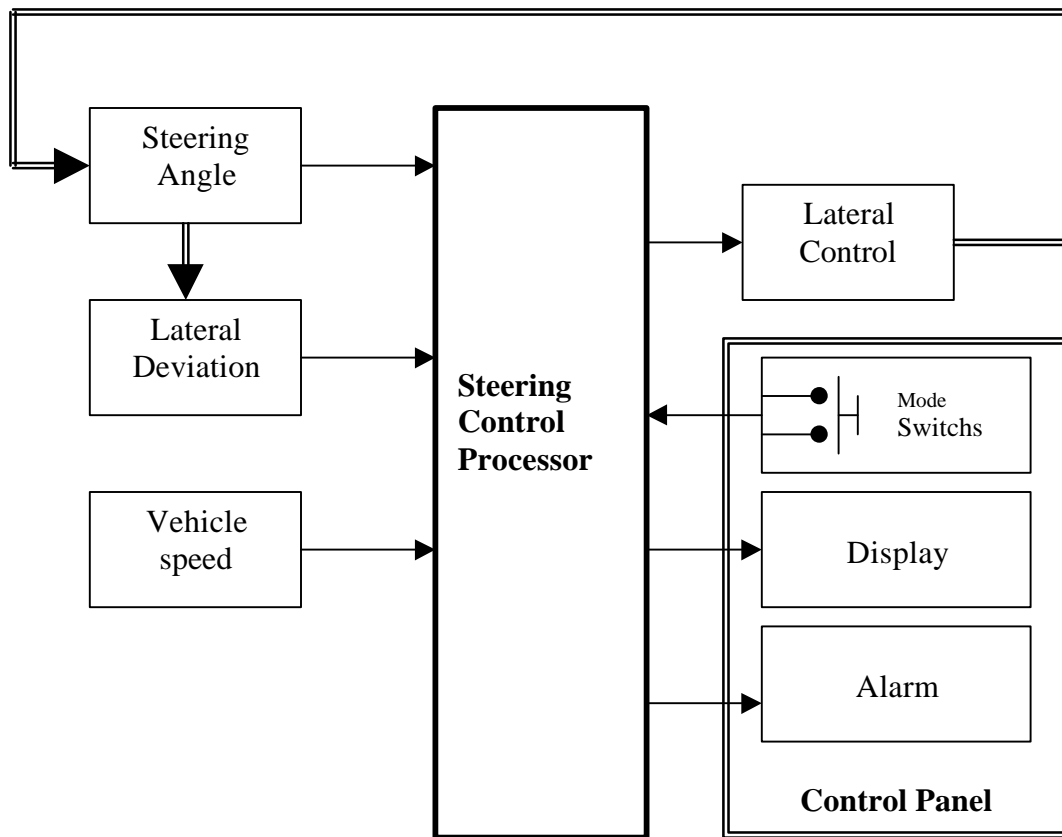 Steering
Angle
Lateral
Deviation
Vehicle
speed
Steering
Control
Processor
Lateral
Control
Mode
Switchs
Display
Alarm
Control Panel